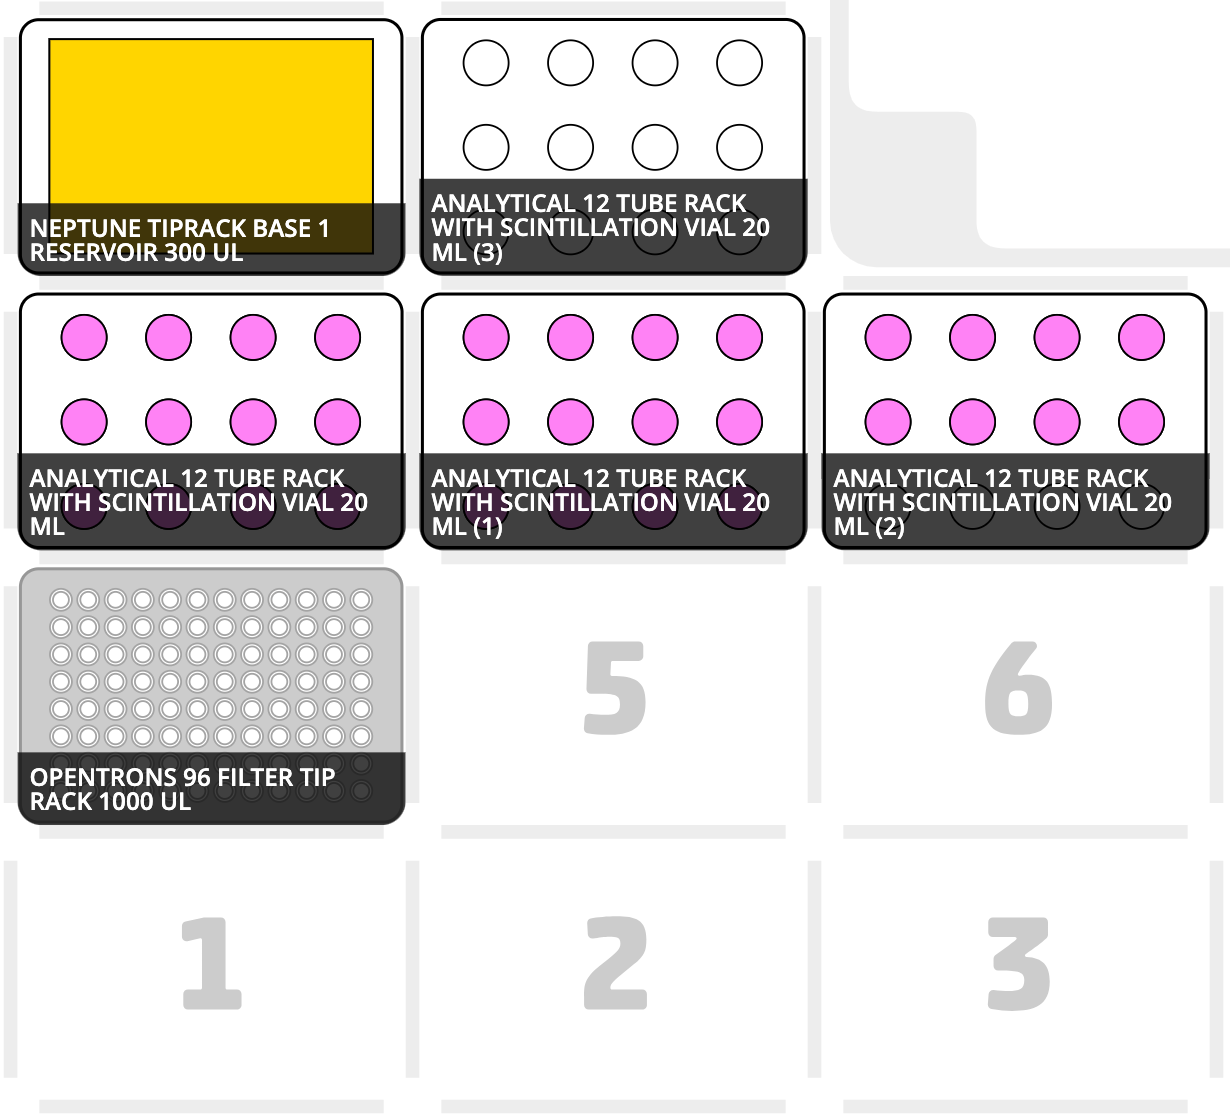 NEPTUNE TIPRACK BASE 1
RESERVOIR 300 UL
ANALYTICAL 12 TUBE RACK
WITH SCINTILLATION VIAL 20
ML (3)
ANALYTICAL 12 TUBE RACK
WITH SCINTILLATION VIAL 20
ML
ANALYTICAL 12 TUBE RACK
WITH SCINTILLATION VIAL 20
ML (1)
ANALYTICAL 12 TUBE RACK
WITH SCINTILLATION VIAL 20
ML (2)
OPENTRONS 96 FILTER TIP
RACK 1000 UL
5
6
1
2
3